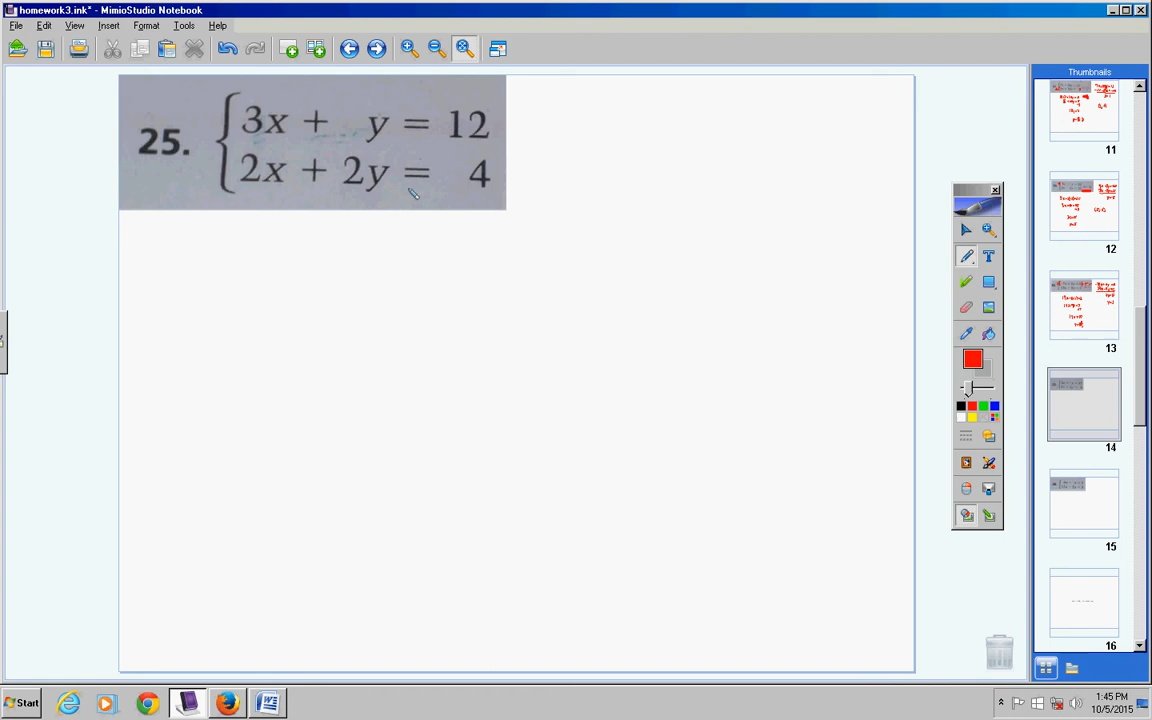 homework3.ink* - MimioStudio Notebook
File Edit View Insert Format Tools Help
Thumbnails
25.
3x + y = 12
2x + 2y = 4
T
11
12
13
14
15
16
Start
W
1:45 PM
10/5/2015